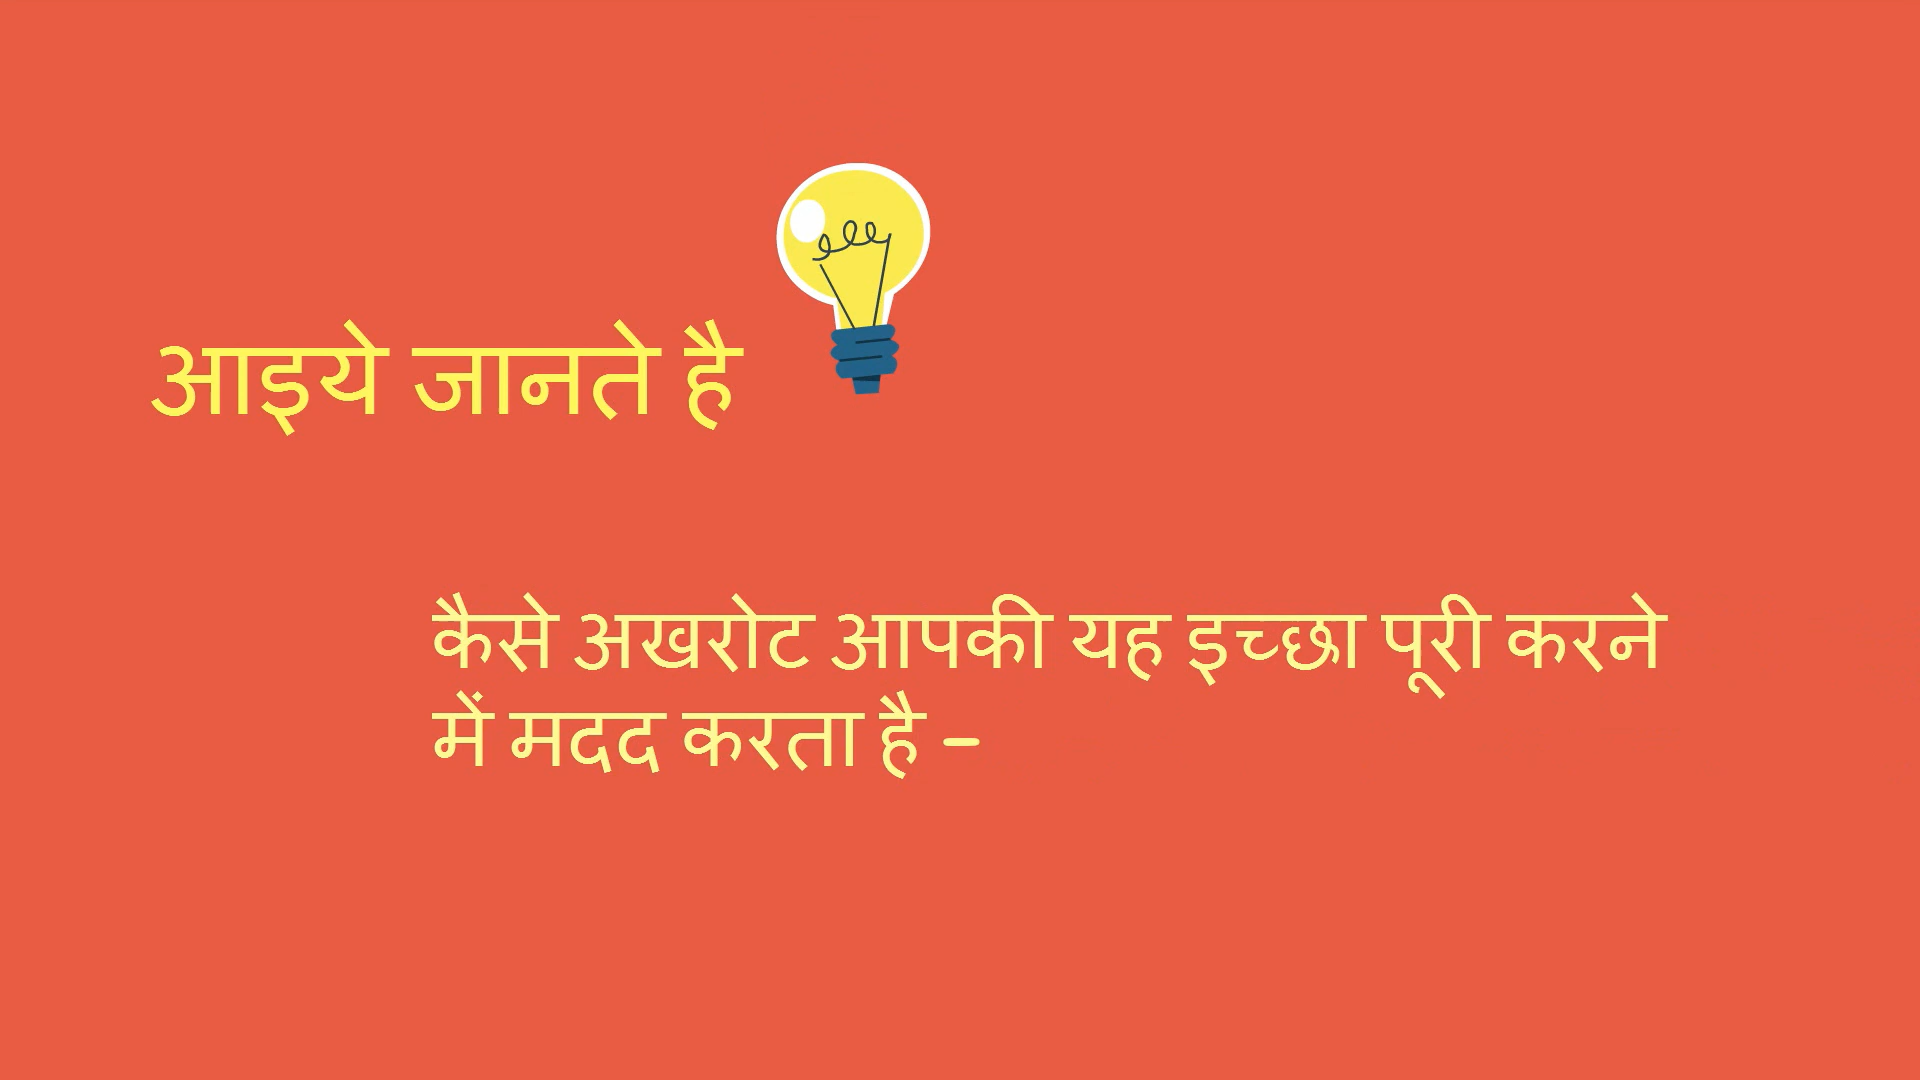 आइये जानते है
कैसे अखरोट आपकी यह इच्छा पूरी करने
में मदद करता है –